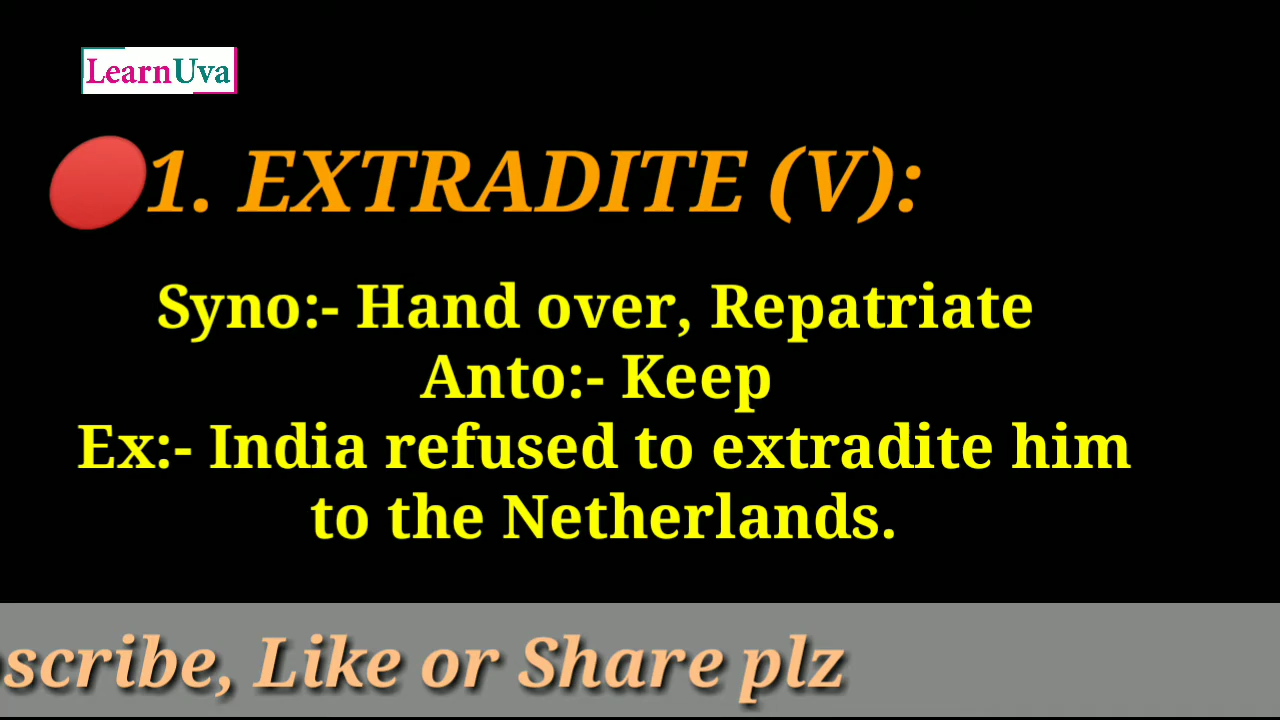 LearnUva
1. EXTRADITE (V):
Syno:- Hand over, Repatriate
Anto:- Keep
Ex:- India refused to extradite him
to the Netherlands.
scribe, Like or Share plz